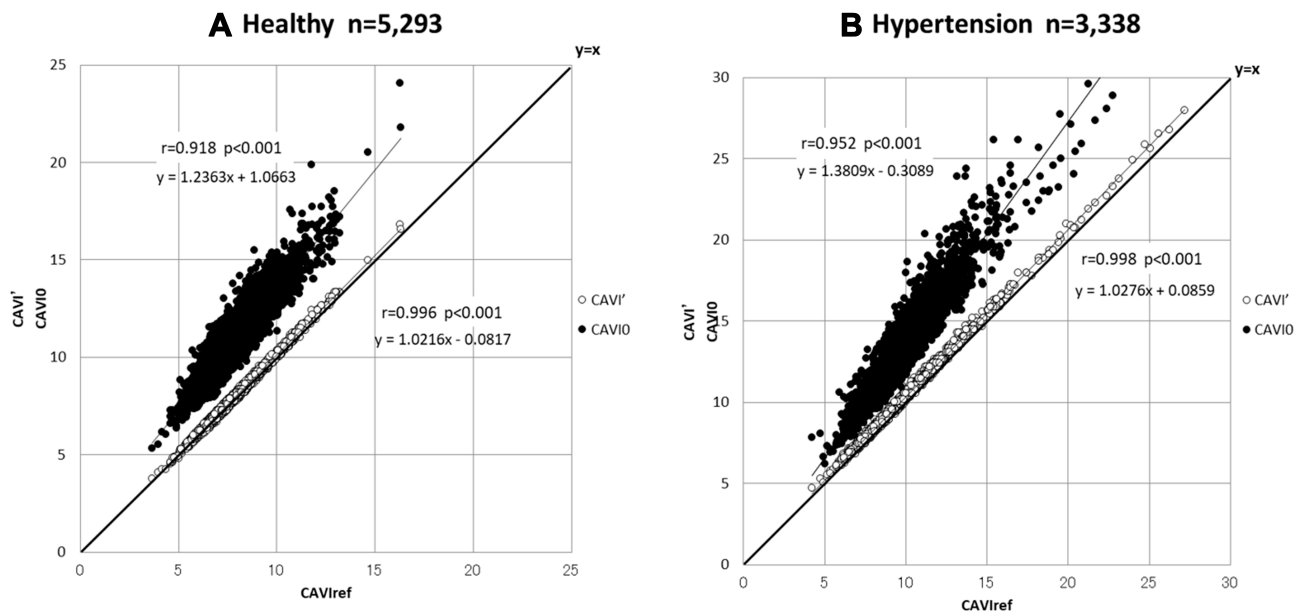 A Healthy n=5,293
y=x
25
20
15
10
5
0
0 5 10 15 20 25
CAVI'
CAVI0
CAVIref
r=0.918 p<0.001
y = 1.2363x + 1.0663
r=0.996 p<0.001
y = 1.0216x - 0.0817
CAVI'
CAVI0
B Hypertension n=3,338
y=x
30
25
20
15
10
5
0
0 5 10 15 20 25 30
CAVI'
CAVI0
CAVIref
r=0.952 p<0.001
y = 1.3809x - 0.3089
r=0.998 p<0.001
y = 1.0276x + 0.0859
CAVI'
CAVI0